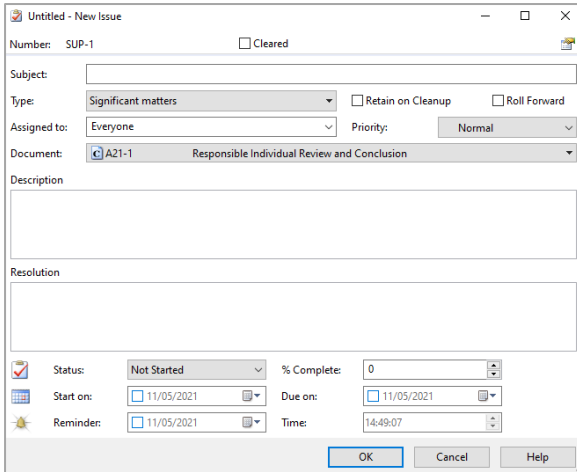 Untitled - New Issue
Number: SUP-1 Cleared
Subject:
Type: Significant matters Retain on Cleanup Roll Forward
Assigned to: Everyone Priority: Normal
Document: A21-1 Responsible Individual Review and Conclusion
Description
Resolution
Status: Not Started % Complete: 0
Start on: 11/05/2021 Due on: 11/05/2021
Reminder: 11/05/2021 Time: 14:49:07
OK Cancel Help